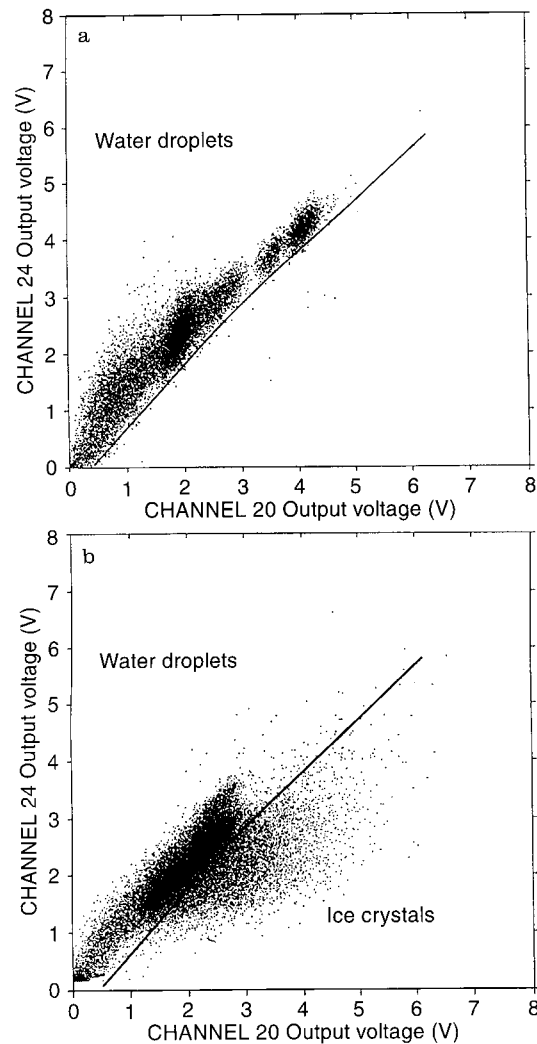 a
Water droplets
CHANNEL 24 Output voltage (V)
8
7
6
5
4
3
2
1
0
0 1 2 3 4 5 6 7 8
CHANNEL 20 Output voltage (V)
b
Water droplets
Ice crystals
CHANNEL 24 Output voltage (V)
8
7
6
5
4
3
2
1
0
0 1 2 3 4 5 6 7 8
CHANNEL 20 Output voltage (V)